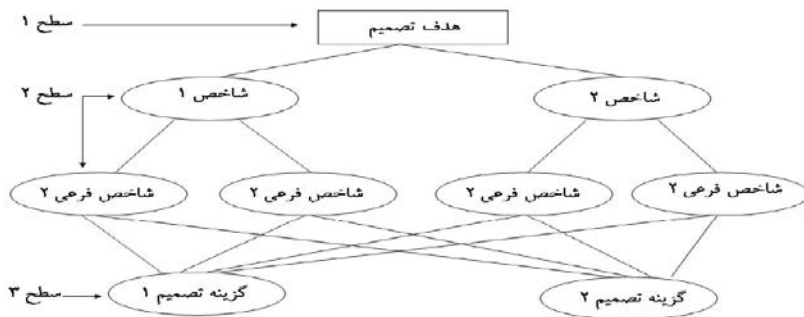 سطح ۱
هدف تصمیم
سطح ۲
شاخص ۱
شاخص ۲
شاخص فرعی ۲
شاخص فرعی ۲
شاخص فرعی ۲
شاخص فرعی ۲
سطح ۳
گزینه تصمیم ۱
گزینه تصمیم ۲